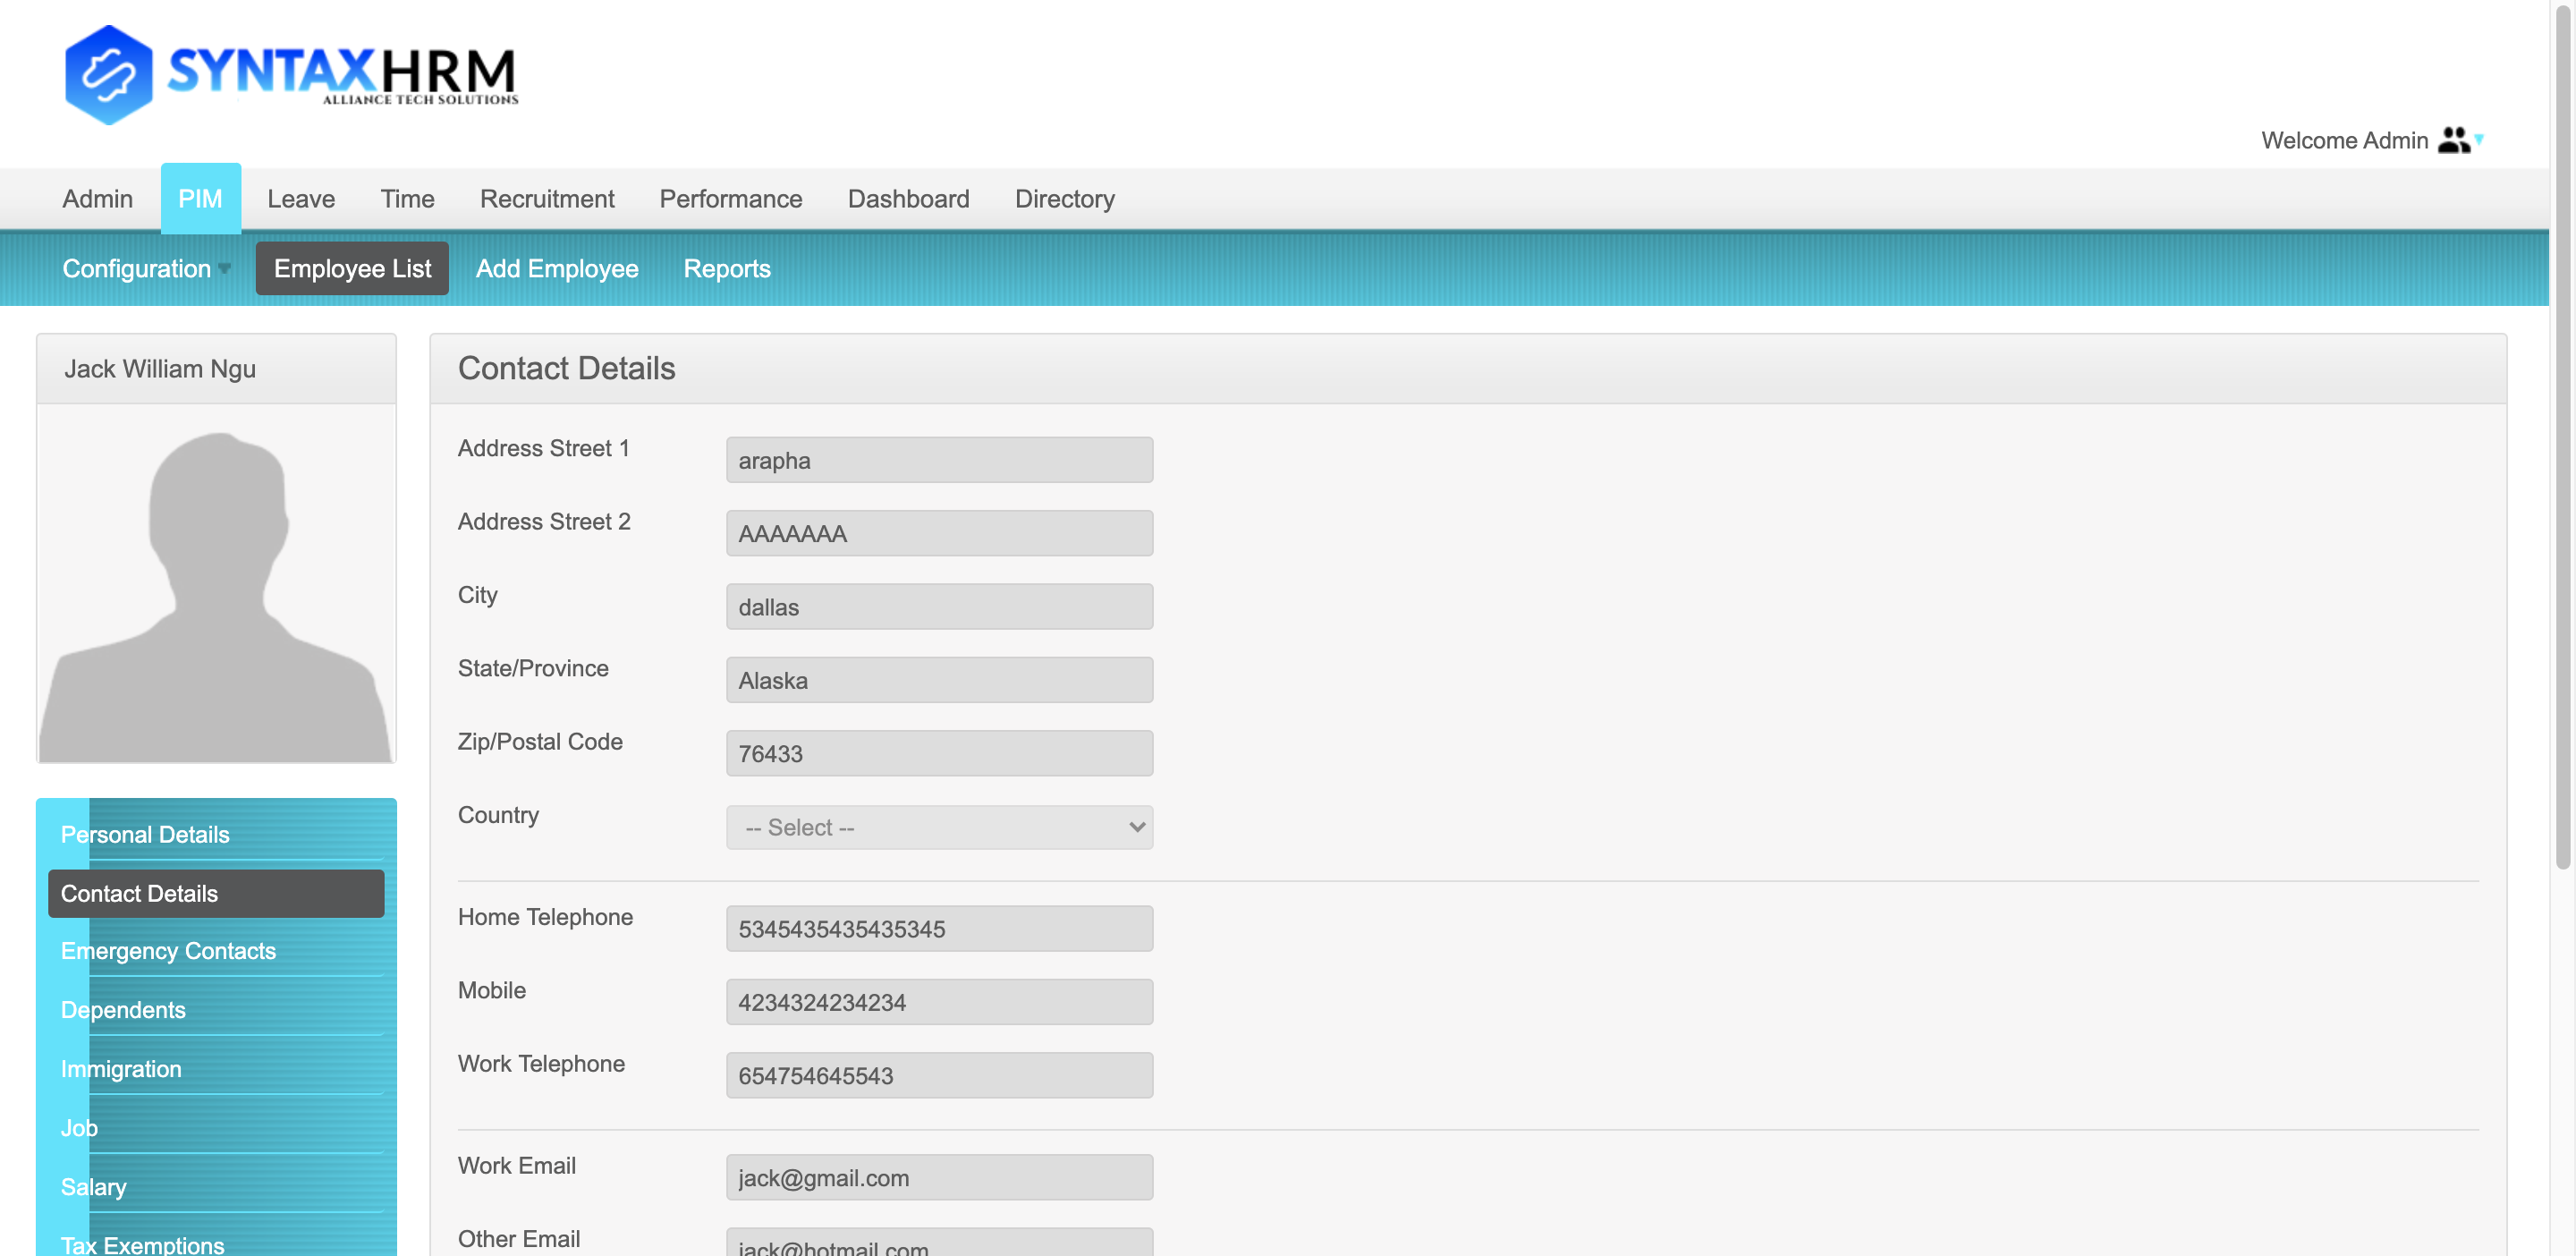 SYNTAXHRM
ALLIANCE TECH SOLUTIONS
Welcome Admin
Admin PIM Leave Time Recruitment Performance Dashboard Directory
Configuration Employee List Add Employee Reports
Jack William Ngu
Contact Details
Address Street 1 arapha
Address Street 2 AAAAAAA
City dallas
State/Province Alaska
Zip/Postal Code 76433
Country -- Select --
Home Telephone 5345435435435345
Mobile 4234324234234
Work Telephone 654754645543
Work Email jack@gmail.com
Other Email jack@hotmail.com
Personal Details
Contact Details
Emergency Contacts
Dependents
Immigration
Job
Salary
Tax Exemptions